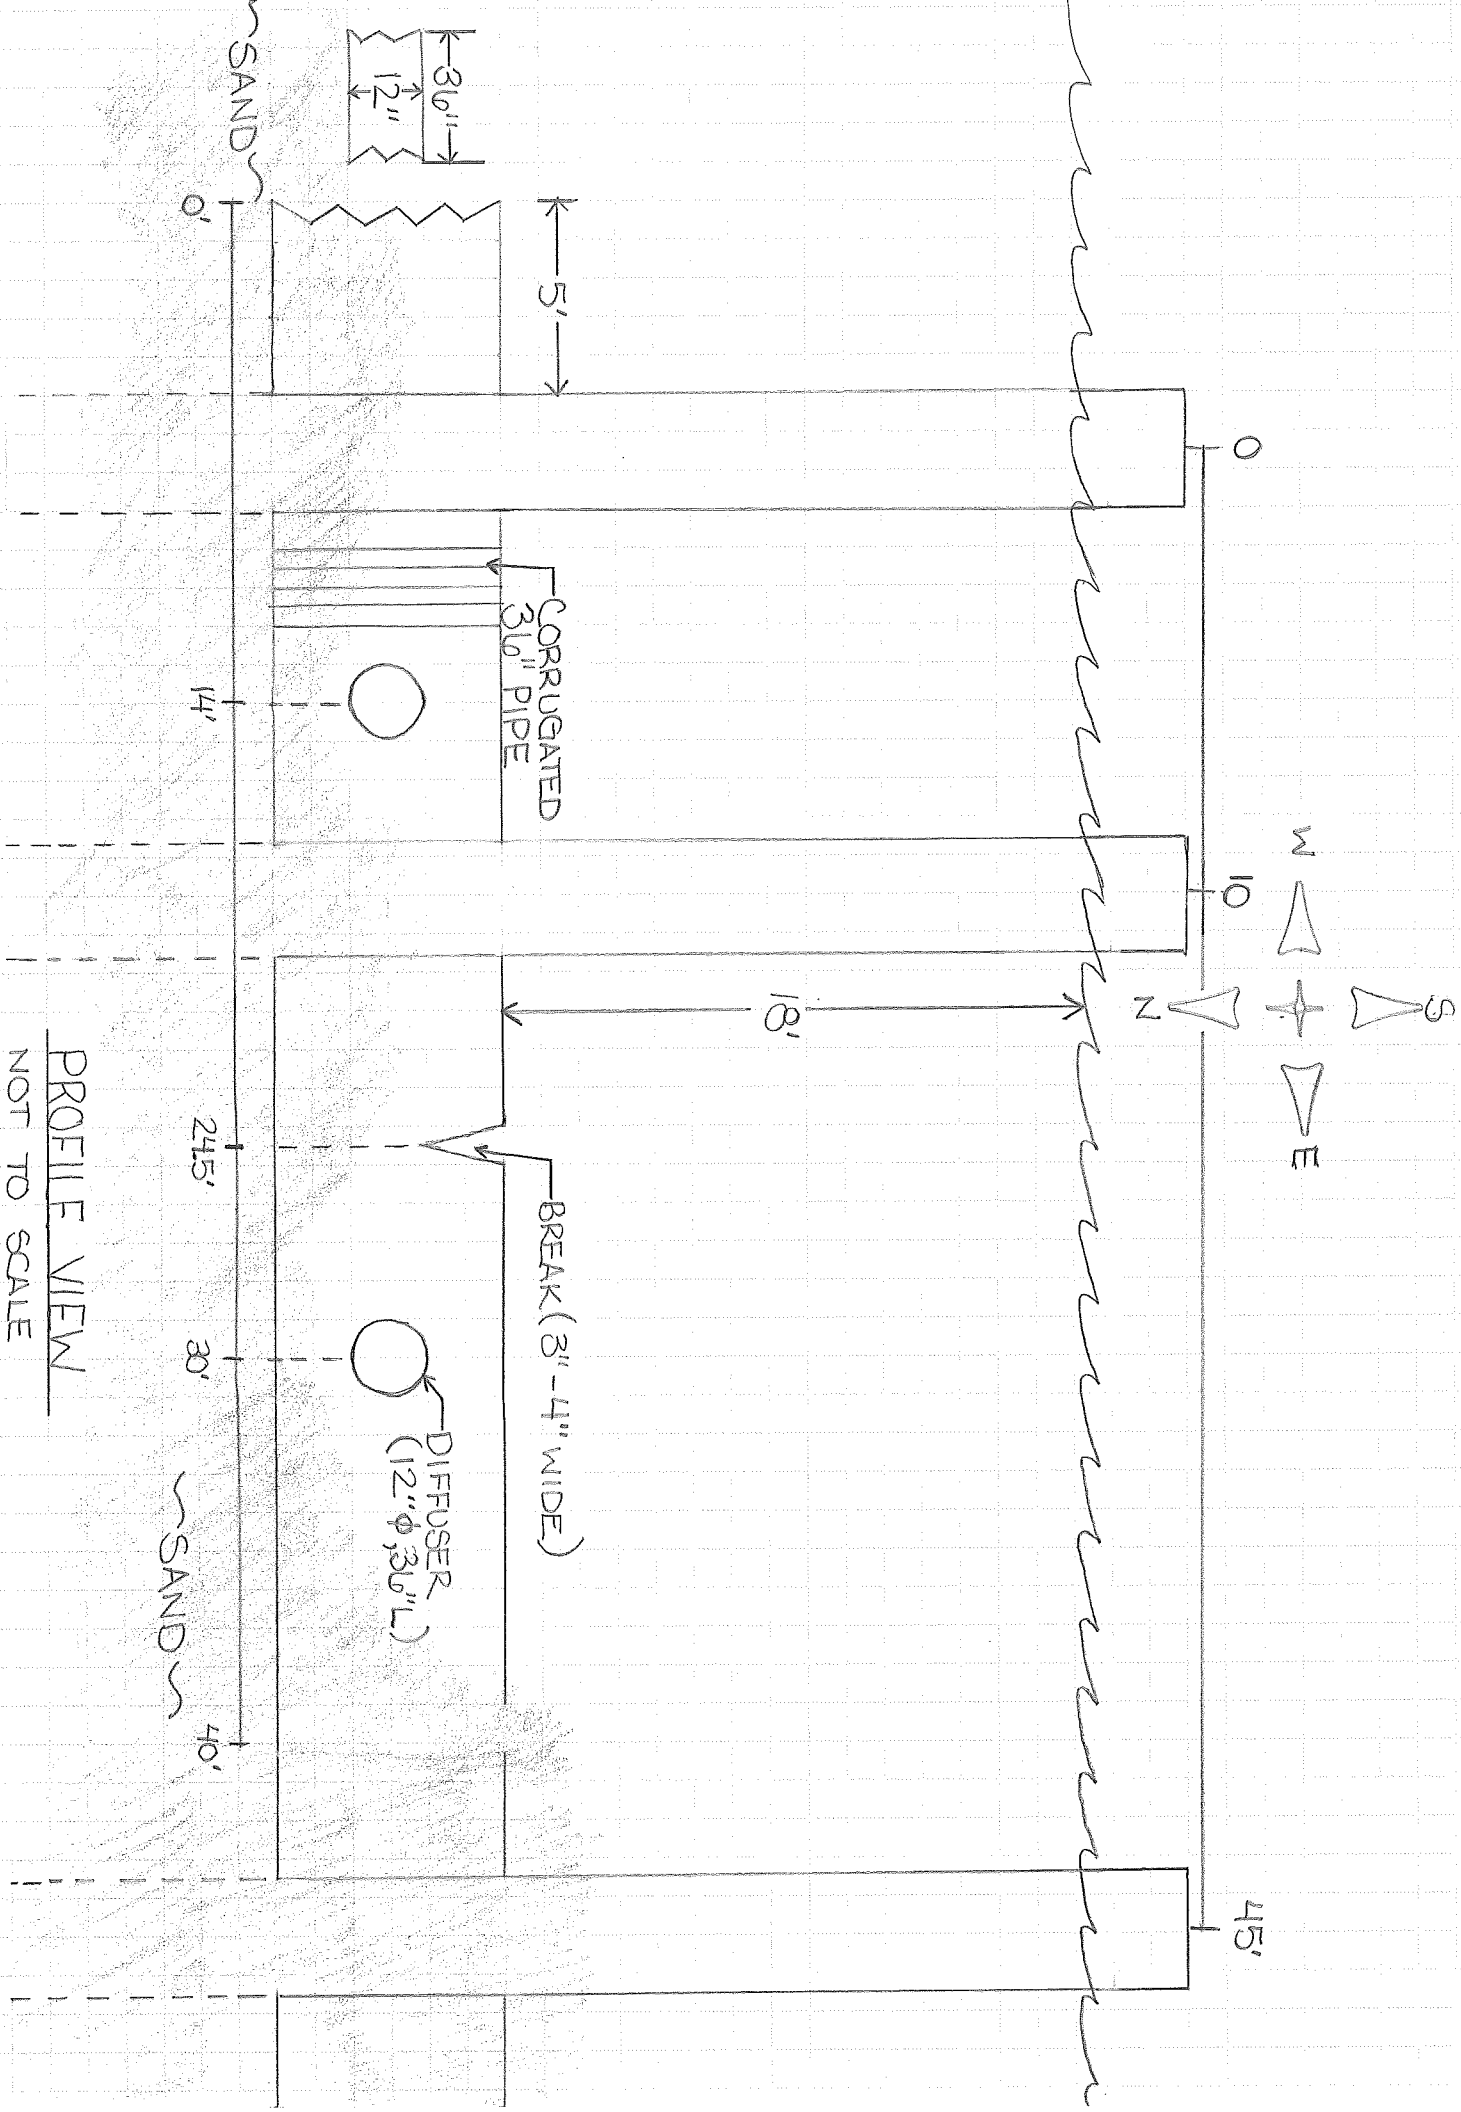 S
W
E
N
0
10
45'
18'
36"
12"
5'
CORRUGATED
36" PIPE
BREAK (3"-4" WIDE)
DIFFUSER
(12"ϕ, 36"L)
~SAND~
~SAND~
0'
14'
24.5'
30'
40'
PROFILE VIEW
NOT TO SCALE